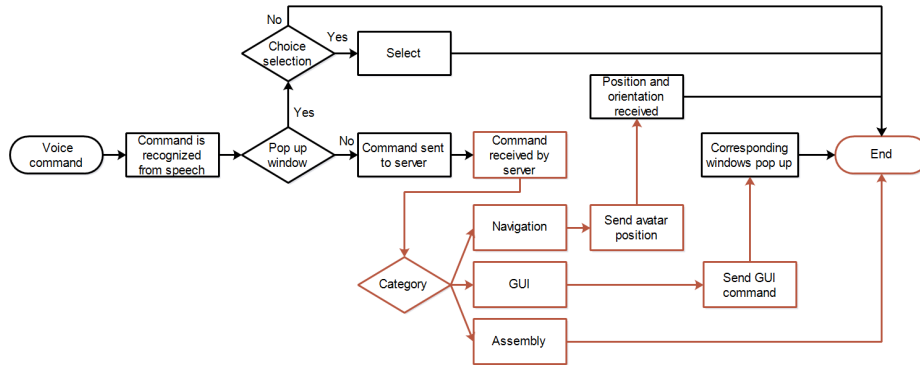 No
Choice
selection
Yes
Select
Position and
orientation
received
Yes
Voice
command
Command is
recognized
from speech
Pop up
window
No
Command sent
to server
Command
received by
server
Corresponding
windows pop up
End
Navigation
Send avatar
position
Category
GUI
Send GUI
command
Assembly